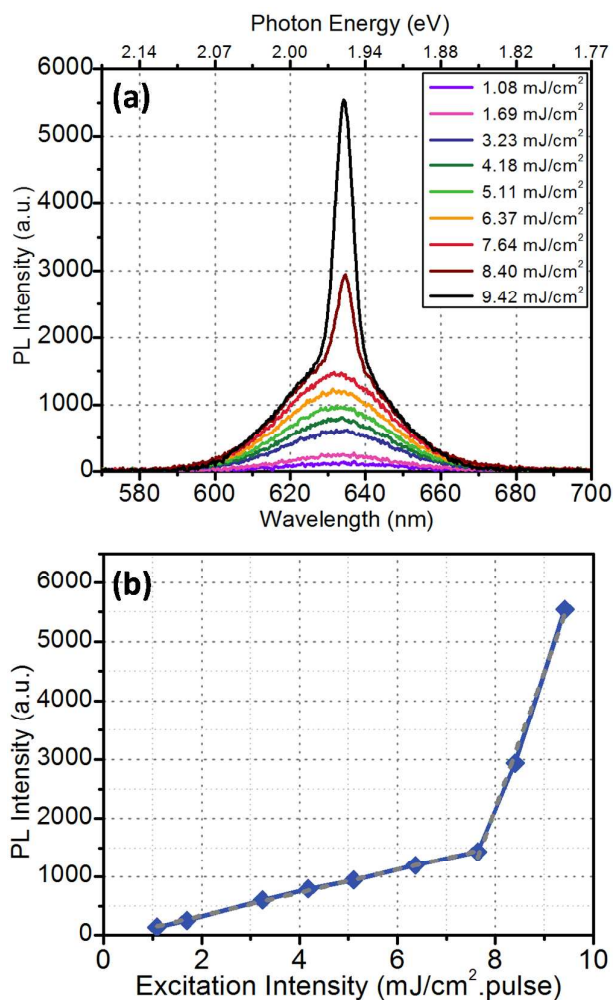 Photon Energy (eV)
2.14 2.07 2.00 1.94 1.88 1.82 1.77
(a)
6000
5000
4000
3000
2000
1000
0
PL Intensity (a.u.)
1.08 mJ/cm²
1.69 mJ/cm²
3.23 mJ/cm²
4.18 mJ/cm²
5.11 mJ/cm²
6.37 mJ/cm²
7.64 mJ/cm²
8.40 mJ/cm²
9.42 mJ/cm²
580 600 620 640 660 680 700
Wavelength (nm)
(b)
6000
5000
4000
3000
2000
1000
0
PL Intensity (a.u.)
0 2 4 6 8 10
Excitation Intensity (mJ/cm².pulse)